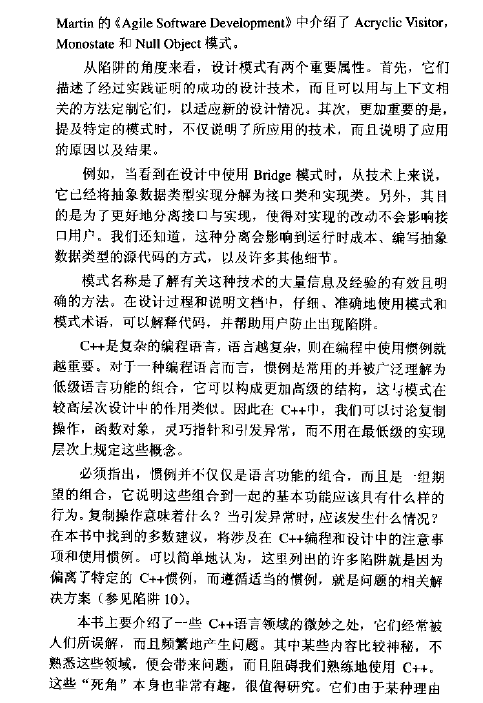 Martin 的《Agile Software Development》中介绍了 Acryclic Visitor，
Monostate 和 Null Object 模式。
从陷阱的角度来看，设计模式有两个重要属性。首先，它们
描述了经过实践证明的成功的设计技术，而且可以用与上下文相
关的方法定制它们，以适应新的设计情况。其次，更加重要的是，
提及特定的模式时，不仅说明了所应用的技术，而且说明了应用
的原因以及结果。
例如，当看到在设计中使用 Bridge 模式时，从技术上来说，
它已经将抽象数据类型实现分解为接口类和实现类。另外，其目
的是为了更好地分离接口与实现，使得对实现的改动不会影响接
口用户。我们还知道，这种分离会影响到运行时成本、编写抽象
数据类型的源代码的方式，以及许多其他细节。
模式名称是了解有关这种技术的大量信息及经验的有效且明
确的方法。在设计过程和说明文档中，仔细、准确地使用模式和
模式术语，可以解释代码，并帮助用户防止出现陷阱。
C++是复杂的编程语言，语言越复杂，则在编程中使用惯例就
越重要。对于一种编程语言而言，惯例是常用的并被广泛理解为
低级语言功能的组合，它可以构成更加高级的结构，这与模式在
较高层次设计中的作用类似。因此在 C++中，我们可以讨论复制
操作，函数对象，灵巧指针和引发异常，而不用在最低级的实现
层次上规定这些概念。
必须指出，惯例并不仅仅是语言功能的组合，而且是一组期
望的组合，它说明这些组合到一起的基本功能应该具有什么样的
行为。复制操作意味着什么？当引发异常时，应该发生什么情况？
在本书中找到的多数建议，将涉及在 C++编程和设计中的注意事
项和使用惯例。可以简单地认为，这里列出的许多陷阱就是因为
偏离了特定的 C++惯例，而遵循适当的惯例，就是问题的相关解
决方案（参见陷阱 10）。
本书主要介绍了一些 C++语言领域的微妙之处，它们经常被
人们所误解，而且频繁地产生问题。其中某些内容比较神秘，不
熟悉这些领域，便会带来问题，而且阻碍我们熟练地使用 C++。
这些“死角”本身也非常有趣，很值得研究。它们由于某种理由